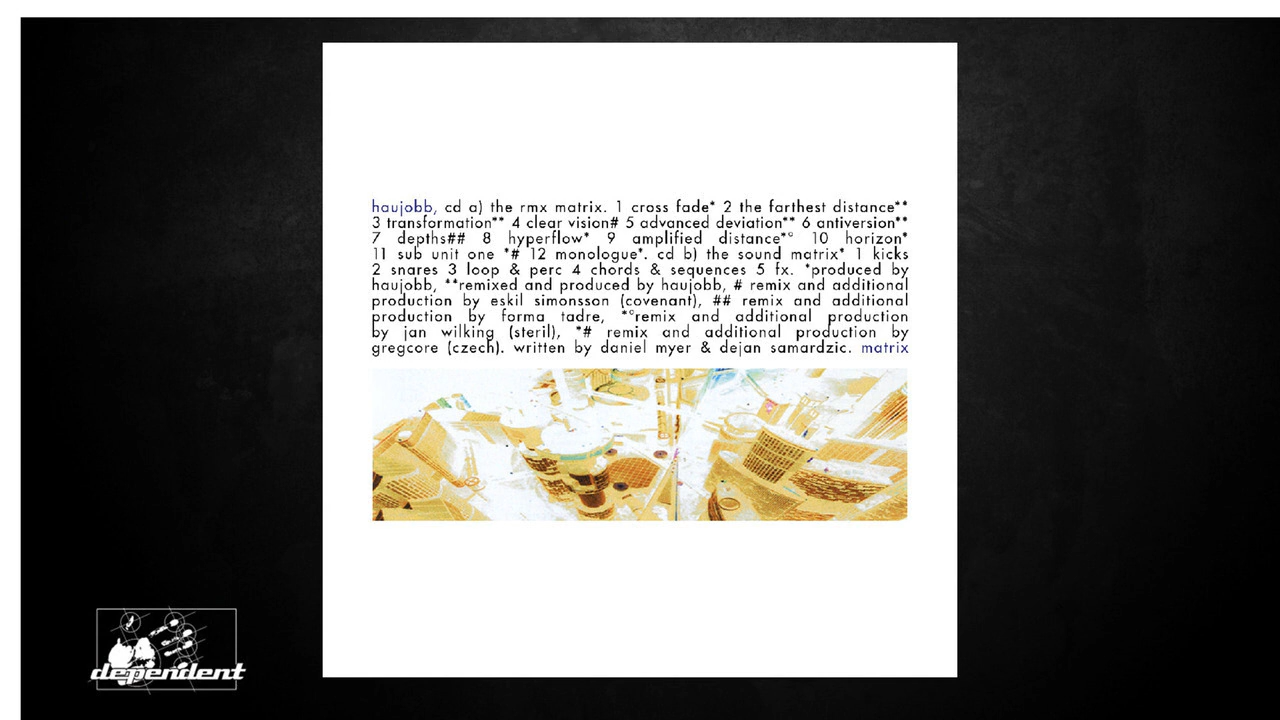 haujobb, cd a) the rmx matrix. 1 cross fade* 2 the farthest distance**
3 transformation** 4 clear vision# 5 advanced deviation** 6 antiversion**
7 depths## 8 hyperflow* 9 amplified distance*° 10 horizon*
11 sub unit one *# 12 monologue*. cd b) the sound matrix* 1 kicks
2 snares 3 loop & perc 4 chords & sequences 5 fx. *produced by
haujobb, **remixed and produced by haujobb, # remix and additional
production by eskil simonsson (covenant), ## remix and additional
production by forma tadre, *°remix and additional production
by jan wilking (steril), *# remix and additional production by
gregcore (czech). written by daniel myer & dejan samardzic. matrix
dependent